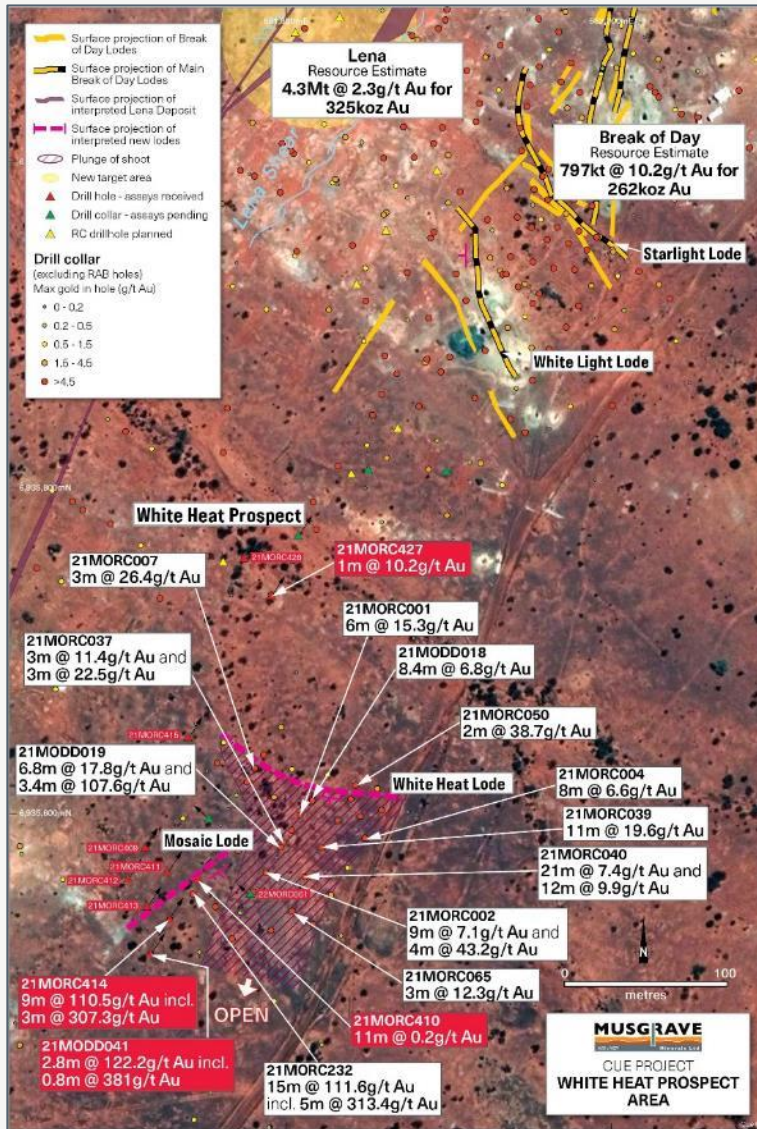 Surface projection of Break
of Day Lodes
Surface projection of Main
Break of Day Lodes
Surface projection of
interpreted Lena Deposit
Surface projection of
interpreted new lodes
Plunge of shoot
New target area
Drill hole - assays received
Drill collar - assays pending
RC drillhole planned
Drill collar
(excluding RAB holes)
Max gold in hole (g/t Au)
0 - 0.2
0.2 - 0.5
0.5 - 1.5
1.5 - 4.5
>4.5
Lena
Resource Estimate
4.3Mt @ 2.3g/t Au for
325koz Au
Lena Shear
Break of Day
Resource Estimate
797kt @ 10.2g/t Au for
262koz Au
Starlight Lode
White Light Lode
White Heat Prospect
21MORC428
21MORC427
1m @ 10.2g/t Au
21MORC007
3m @ 26.4g/t Au
21MORC001
6m @ 15.3g/t Au
21MORC037
3m @ 11.4g/t Au and
3m @ 22.5g/t Au
21MODD018
8.4m @ 6.8g/t Au
21MORC050
2m @ 38.7g/t Au
21MORC415
21MODD019
6.8m @ 17.8g/t Au and
3.4m @ 107.6g/t Au
White Heat Lode
21MORC004
8m @ 6.6g/t Au
21MORC039
11m @ 19.6g/t Au
Mosaic Lode
21MORC409
21MORC411
21MORC412
21MORC413
22MORC001
21MORC040
21m @ 7.4g/t Au and
12m @ 9.9g/t Au
21MORC002
9m @ 7.1g/t Au and
4m @ 43.2g/t Au
21MORC065
3m @ 12.3g/t Au
21MORC414
9m @ 110.5g/t Au incl.
3m @ 307.3g/t Au
OPEN
21MORC410
11m @ 0.2g/t Au
21MODD041
2.8m @ 122.2g/t Au incl.
0.8m @ 381g/t Au
21MORC232
15m @ 111.6g/t Au
incl. 5m @ 313.4g/t Au
N
0
100
metres
MUSGRAVE
Minerals Ltd
CUE PROJECT
WHITE HEAT PROSPECT
AREA